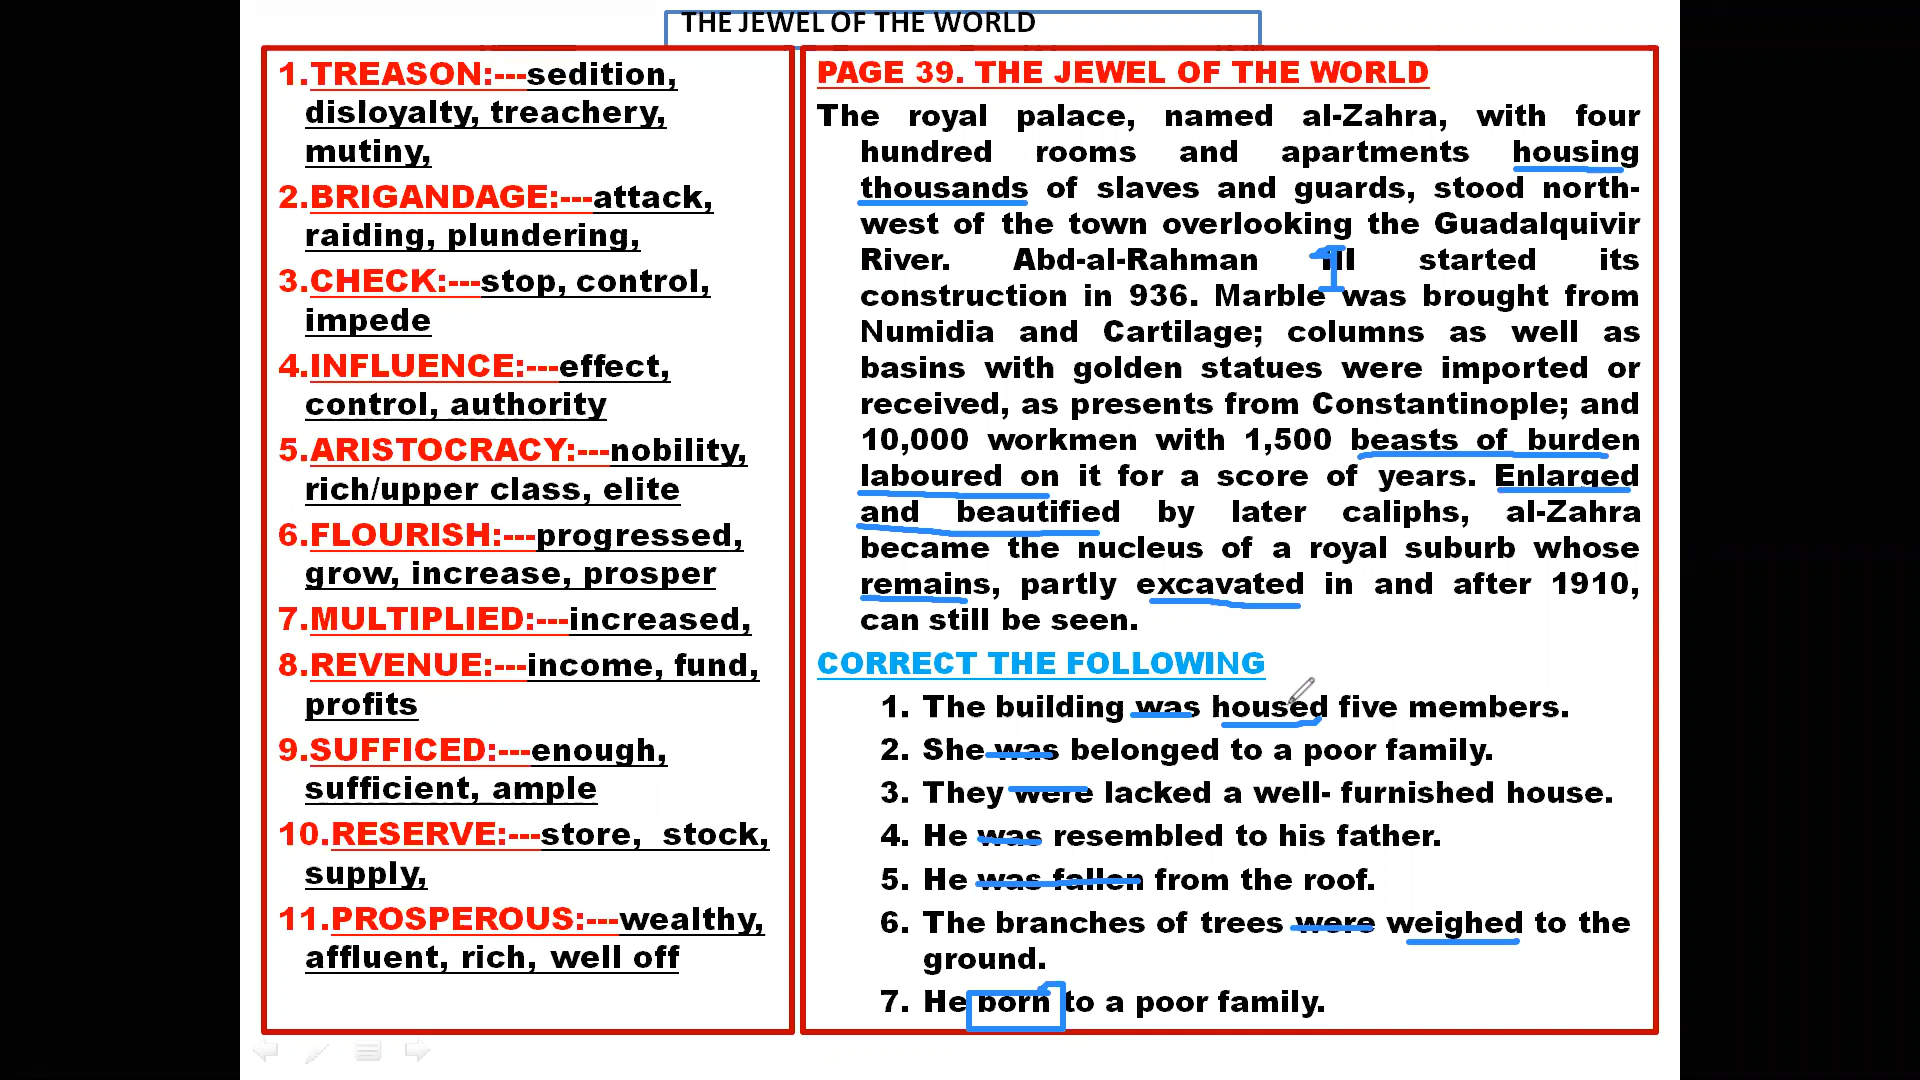 THE JEWEL OF THE WORLD
1.TREASON:---sedition,
disloyalty, treachery,
mutiny,
2.BRIGANDAGE:---attack,
raiding, plundering,
3.CHECK:---stop, control,
impede
4.INFLUENCE:---effect,
control, authority
5.ARISTOCRACY:---nobility,
rich/upper class, elite
6.FLOURISH:---progressed,
grow, increase, prosper
7.MULTIPLIED:---increased,
8.REVENUE:---income, fund,
profits
9.SUFFICED:---enough,
sufficient, ample
10.RESERVE:---store, stock,
supply,
11.PROSPEROUS:---wealthy,
affluent, rich, well off
PAGE 39. THE JEWEL OF THE WORLD
The royal palace, named al-Zahra, with four
hundred rooms and apartments housing
thousands of slaves and guards, stood north-
west of the town overlooking the Guadalquivir
River. Abd-al-Rahman III started its
construction in 936. Marble was brought from
Numidia and Cartilage; columns as well as
basins with golden statues were imported or
received, as presents from Constantinople; and
10,000 workmen with 1,500 beasts of burden
laboured on it for a score of years. Enlarged
and beautified by later caliphs, al-Zahra
became the nucleus of a royal suburb whose
remains, partly excavated in and after 1910,
can still be seen.
CORRECT THE FOLLOWING
1. The building was housed five members.
2. She was belonged to a poor family.
3. They were lacked a well- furnished house.
4. He was resembled to his father.
5. He was fallen from the roof.
6. The branches of trees were weighed to the
ground.
7. He born to a poor family.